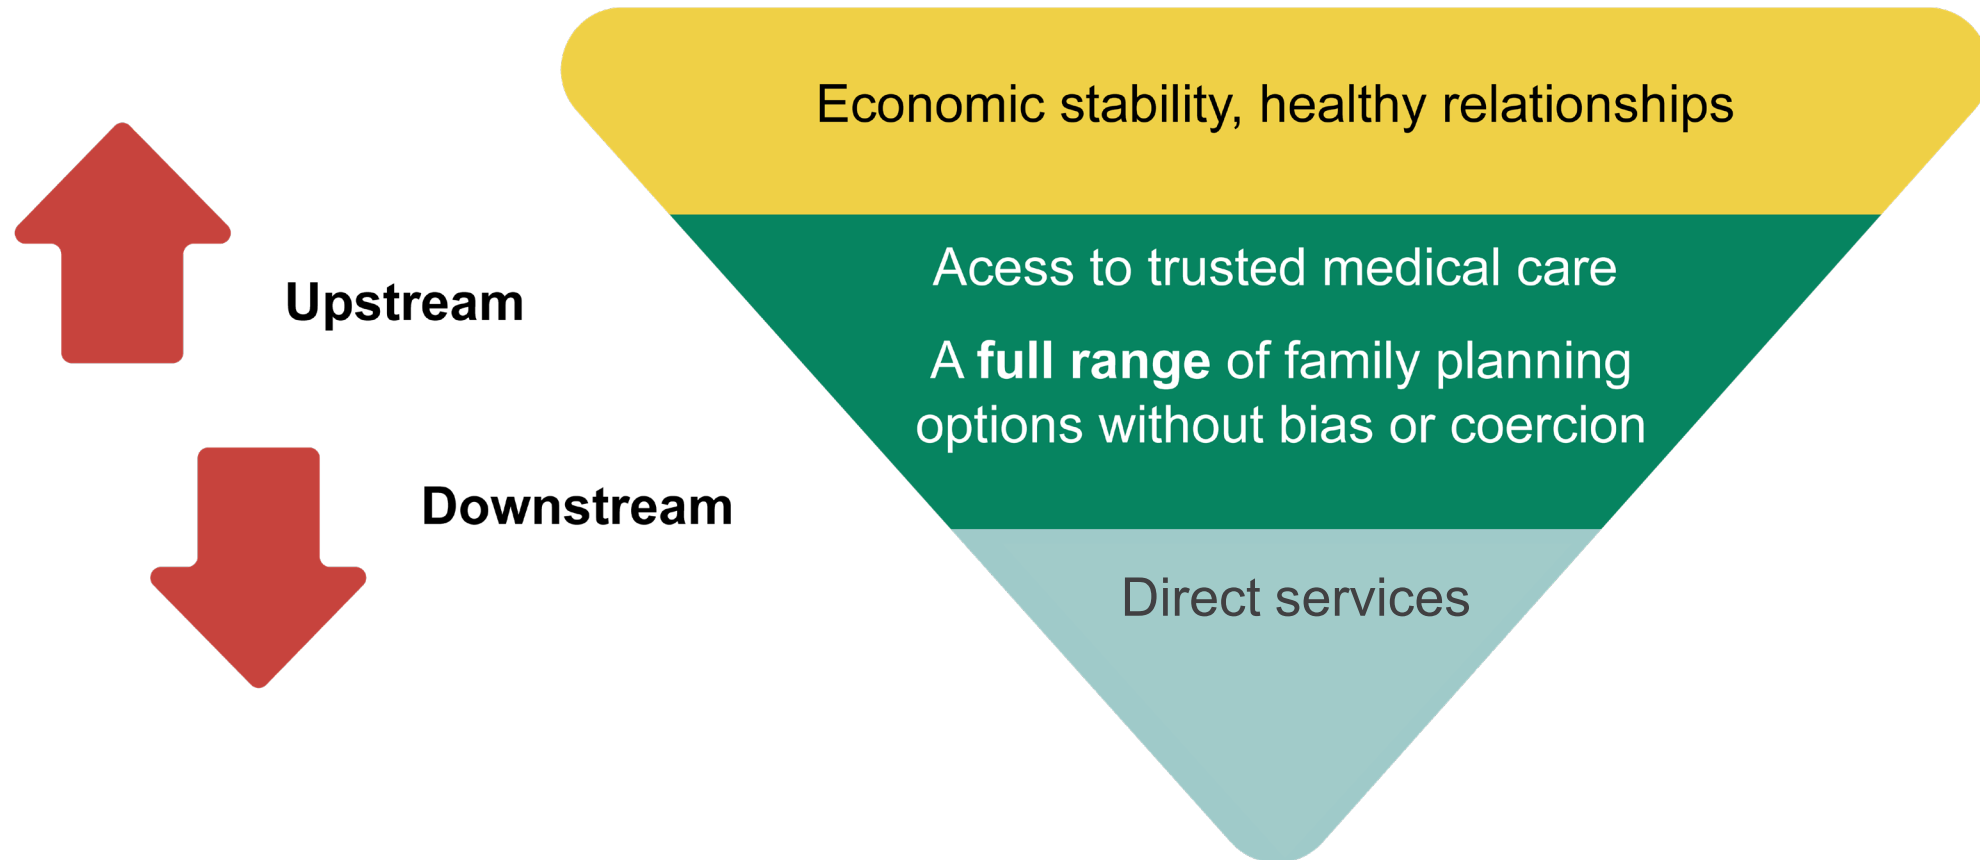 Economic stability, healthy relationships
Upstream
Acess to trusted medical care
A full range of family planning
options without bias or coercion
Downstream
Direct services